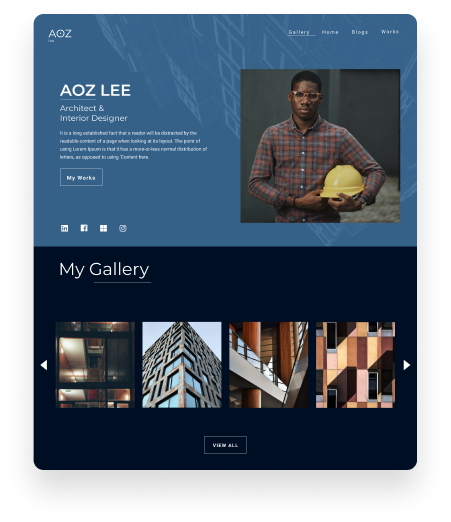 AOZ
Gallery Home Blogs Works
AOZ LEE
Architect &
Interior Designer
It is a long established fact that a reader will be distracted by the
readable content of a page when looking at its layout. The point of
using Lorem Ipsum is that it has a more-or-less normal distribution of
letters, as opposed to using 'Content here.
My Works
My Gallery
VIEW ALL